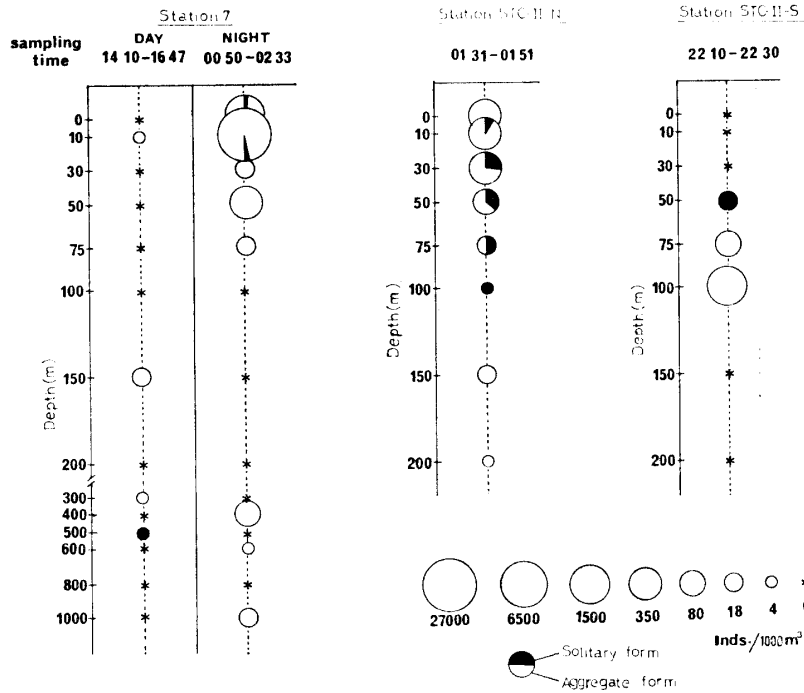 Station 7
Station STC-II-N
Station STC-II-S
sampling time
DAY
NIGHT
14 10-16 47
00 50-02 33
01 31-01 51
22 10-22 30
Depth (m)
0
10
30
50
75
100
150
200
300
400
500
600
800
1000
Depth (m)
0
10
30
50
75
100
150
200
Depth (m)
0
10
30
50
75
100
150
200
27000
6500
1500
350
80
18
4
Inds./1000m³
Solitary form
Aggregate form